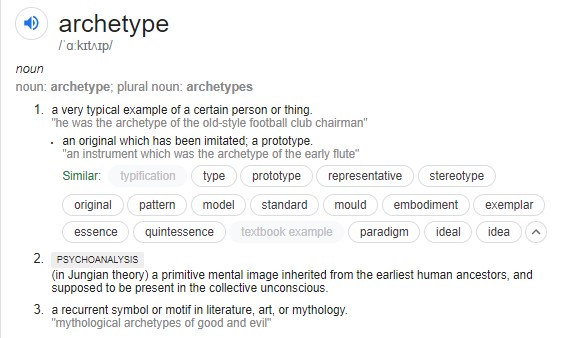 archetype
/ˈɑːkɪtʌɪp/
noun
noun: archetype; plural noun: archetypes
1. a very typical example of a certain person or thing.
"he was the archetype of the old-style football club chairman"
• an original which has been imitated; a prototype.
"an instrument which was the archetype of the early flute"
Similar: typification type prototype representative stereotype
original pattern model standard mould embodiment exemplar
essence quintessence textbook example paradigm ideal idea
2. PSYCHOANALYSIS
(in Jungian theory) a primitive mental image inherited from the earliest human ancestors, and
supposed to be present in the collective unconscious.
3. a recurrent symbol or motif in literature, art, or mythology.
"mythological archetypes of good and evil"